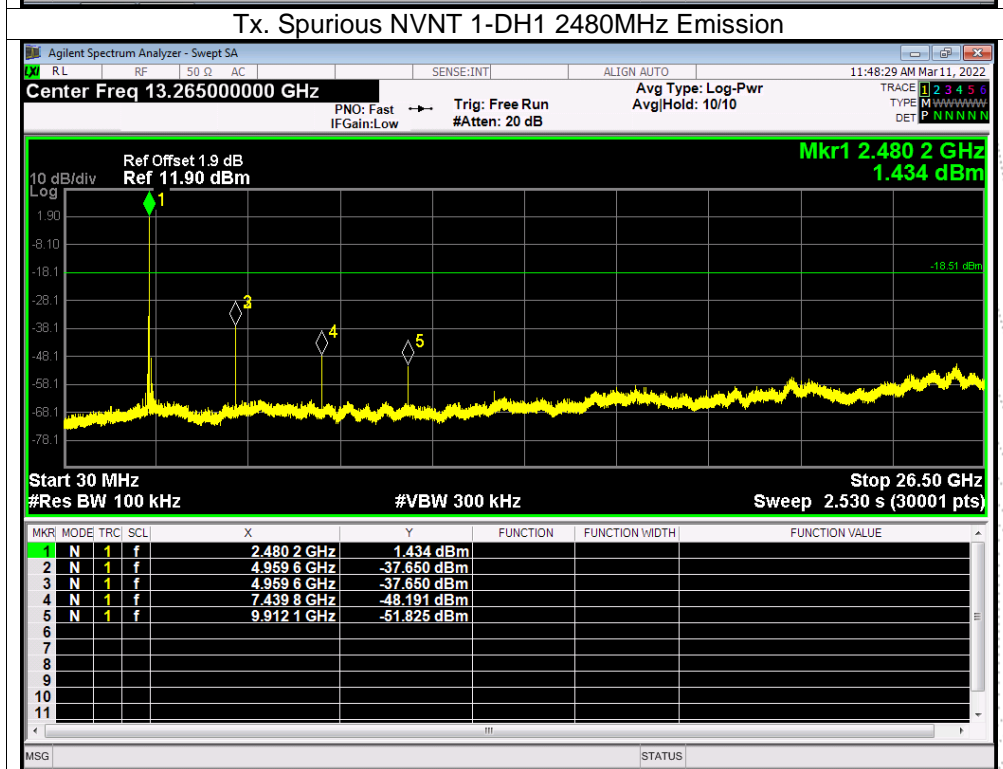 Tx. Spurious NVNT 1-DH1 2480MHz Emission
Agilent Spectrum Analyzer - Swept SA
LXI RL RF 50 Ω AC SENSE:INT ALIGN AUTO 11:48:29 AM Mar 11, 2022
Center Freq 13.265000000 GHz Avg Type: Log-Pwr TRACE 1 2 3 4 5 6
PNO: Fast Trig: Free Run Avg|Hold: 10/10 TYPE M WWWWW
IFGain:Low #Atten: 20 dB DET P N N N N N
Mkr1 2.480 2 GHz
Ref Offset 1.9 dB
10 dB/div Ref 11.90 dBm 1.434 dBm
Log
1
1.90
-8.10
-18.1
-18.51 dBm
-28.1
3
-38.1
4
5
-48.1
-58.1
-68.1
-78.1
Start 30 MHz Stop 26.50 GHz
#Res BW 100 kHz #VBW 300 kHz Sweep 2.530 s (30001 pts)
MKR MODE TRC SCL X Y FUNCTION FUNCTION WIDTH FUNCTION VALUE
1 N 1 f 2.480 2 GHz 1.434 dBm
2 N 1 f 4.959 6 GHz -37.650 dBm
3 N 1 f 4.959 6 GHz -37.650 dBm
4 N 1 f 7.439 8 GHz -48.191 dBm
5 N 1 f 9.912 1 GHz -51.825 dBm
6
7
8
9
10
11
MSG STATUS